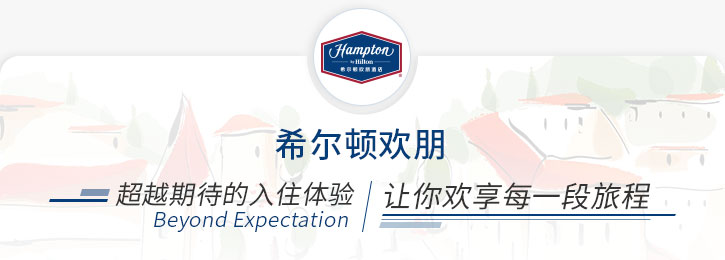 Hampton
by Hilton
希尔顿欢朋酒店
希尔顿欢朋
超越期待的入住体验
Beyond Expectation
让你欢享每一段旅程